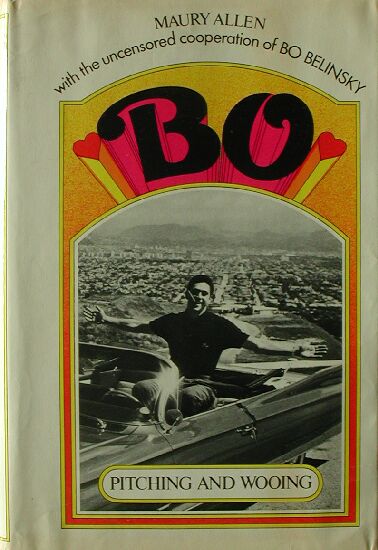 MAURY ALLEN
with the uncensored cooperation of BO BELINSKY
BO
PITCHING AND WOOING